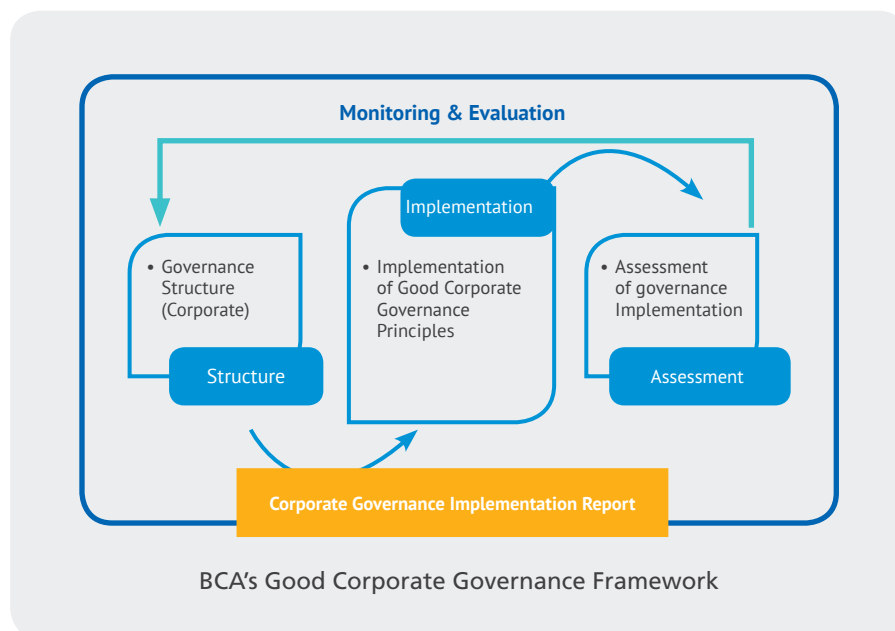 Monitoring & Evaluation
• Governance
Structure
(Corporate)
Structure
Implementation
• Implementation
of Good Corporate
Governance
Principles
• Assessment
of governance
Implementation
Assessment
Corporate Governance Implementation Report
BCA's Good Corporate Governance Framework